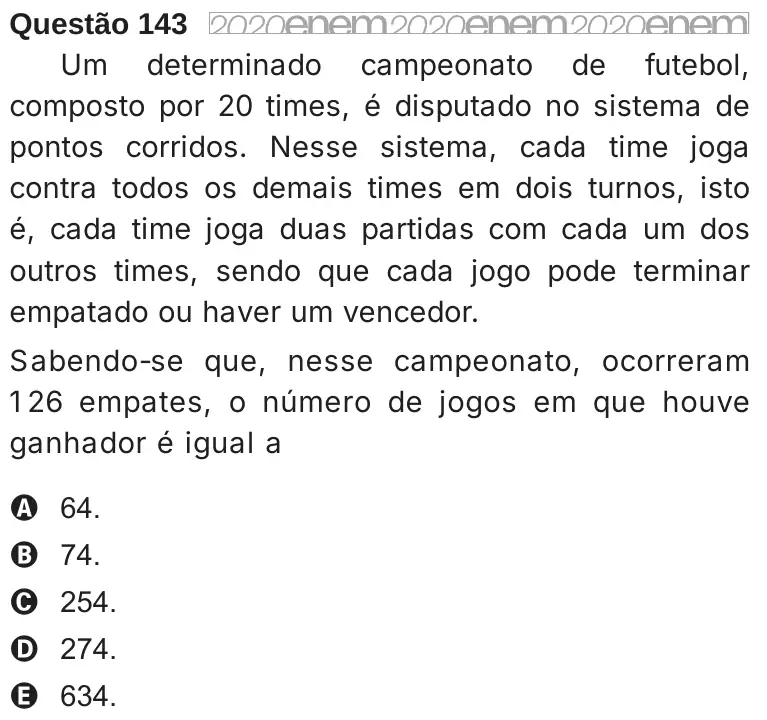 Questão 143 2020enem2020enem2020enem
Um determinado campeonato de futebol,
composto por 20 times, é disputado no sistema de
pontos corridos. Nesse sistema, cada time joga
contra todos os demais times em dois turnos, isto
é, cada time joga duas partidas com cada um dos
outros times, sendo que cada jogo pode terminar
empatado ou haver um vencedor.
Sabendo-se que, nesse campeonato, ocorreram
126 empates, o número de jogos em que houve
ganhador é igual a
A 64.
B 74.
C 254.
D 274.
E 634.